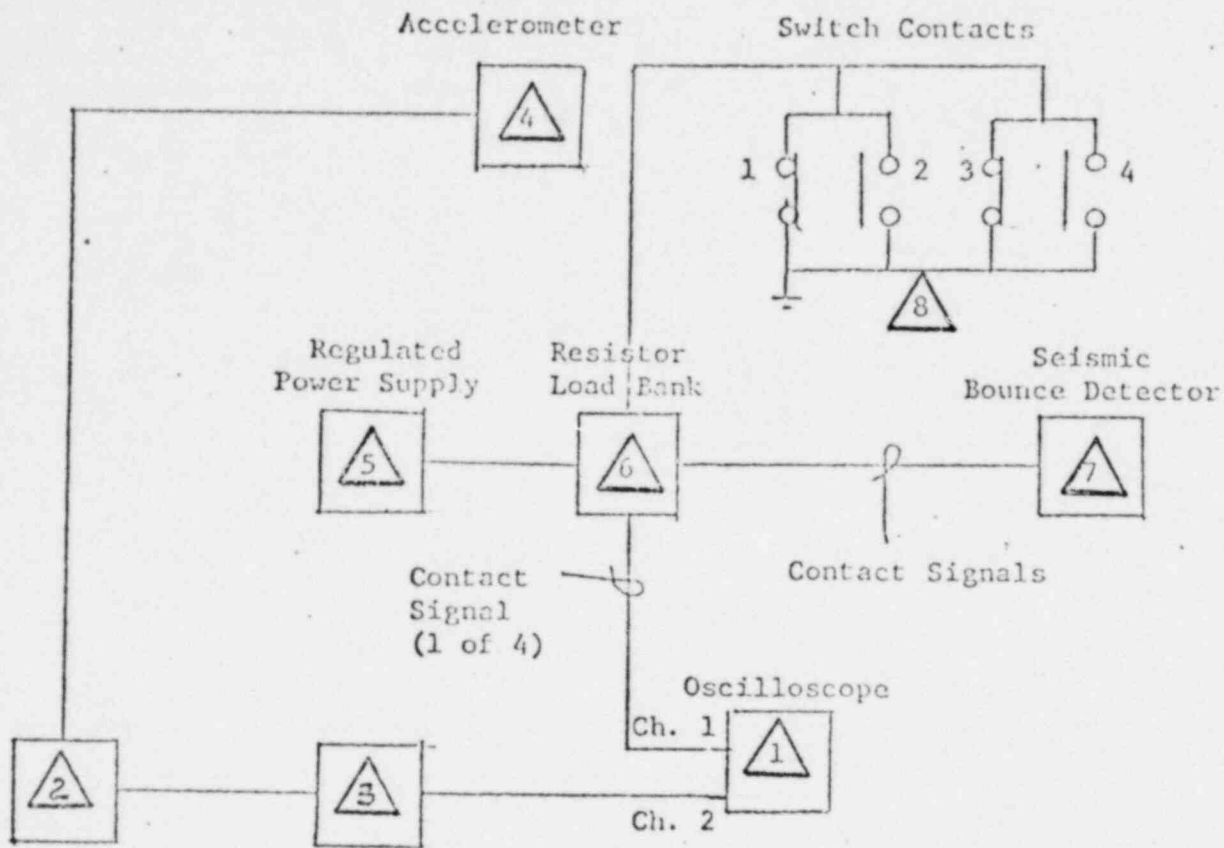 Accelerometer
Switch Contacts
4
1
2
3
4
8
Regulated
Power Supply
Resistor
Load Bank
Seismic
Bounce Detector
5
6
7
Contact
Signal
(1 of 4)
Contact Signals
Oscilloscope
Ch. 1
1
2
3
Ch. 2